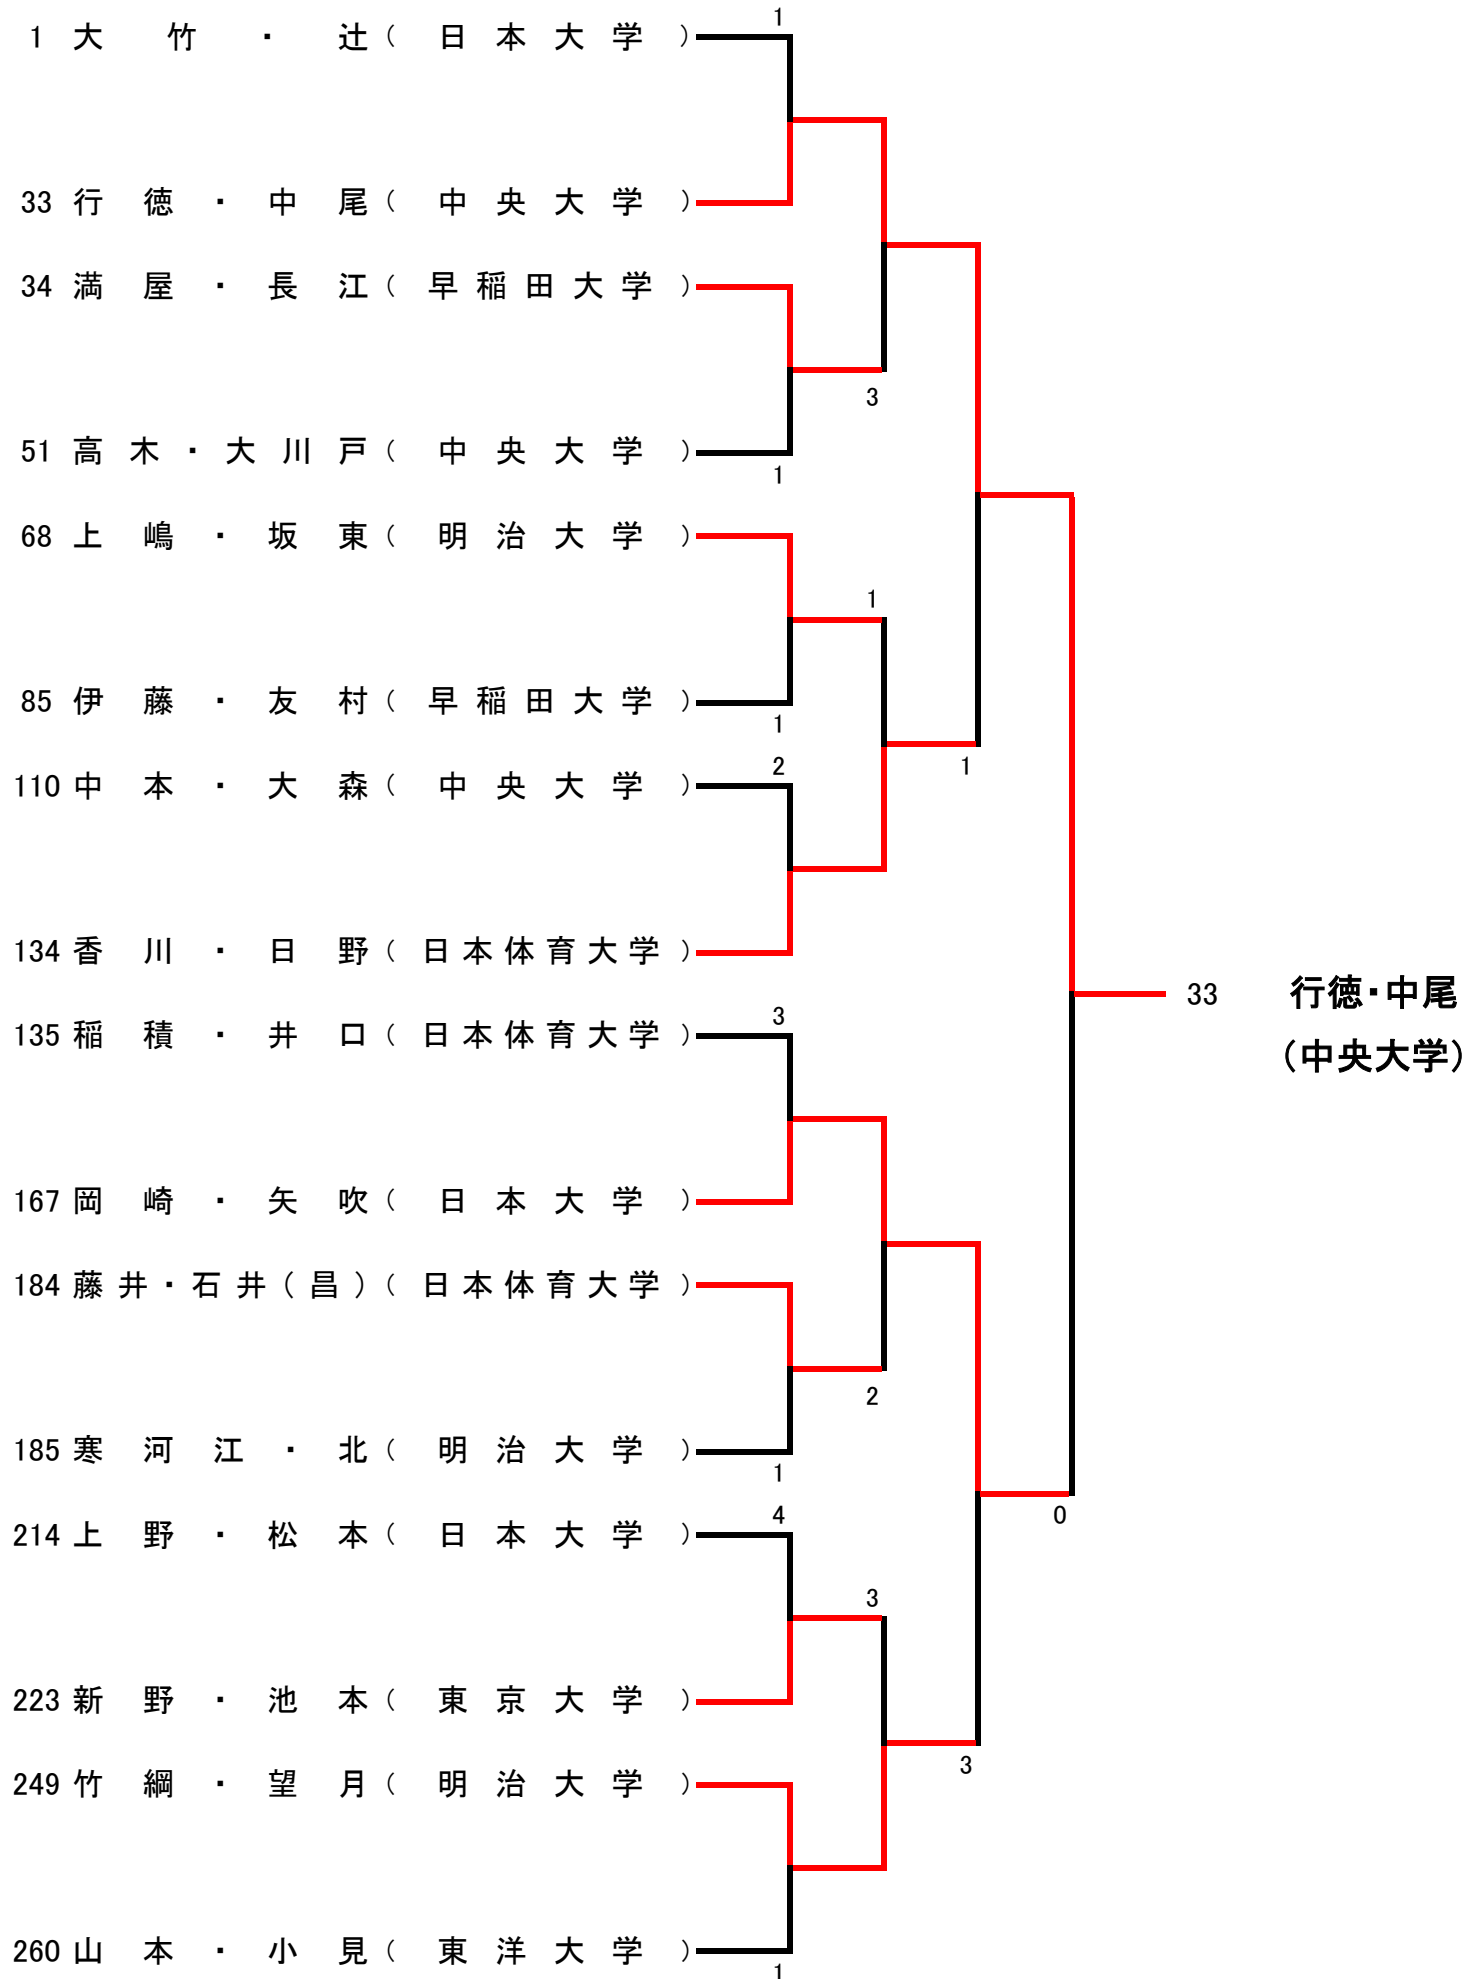 1
1 大竹・辻(日本大学)
33 行徳・中尾(中央大学)
34 満屋・長江(早稲田大学)
3
51 高木・大川戸(中央大学)
1
68 上嶋・坂東(明治大学)
1
85 伊藤・友村(早稲田大学)
1
2
1
110 中本・大森(中央大学)
134 香川・日野(日本体育大学)
33 行徳・中尾
(中央大学)
3
135 稲積・井口(日本体育大学)
167 岡崎・矢吹(日本大学)
184 藤井・石井(昌)(日本体育大学)
2
185 寒河江・北(明治大学)
1
4
0
214 上野・松本(日本大学)
3
223 新野・池本(東京大学)
3
249 竹綱・望月(明治大学)
260 山本・小見(東洋大学)
1